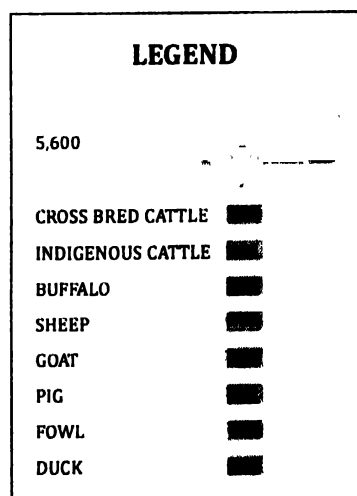 LEGEND
5,600
CROSS BRED CATTLE
INDIGENOUS CATTLE
BUFFALO
SHEEP
GOAT
PIG
FOWL
DUCK